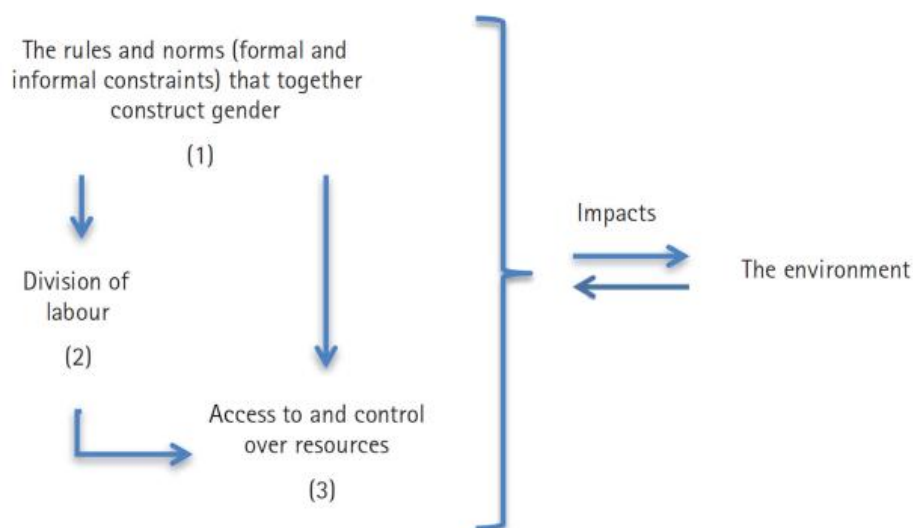 The rules and norms (formal and
informal constraints) that together
construct gender
(1)
Impacts
The environment
Division of
labour
(2)
Access to and control
over resources
(3)